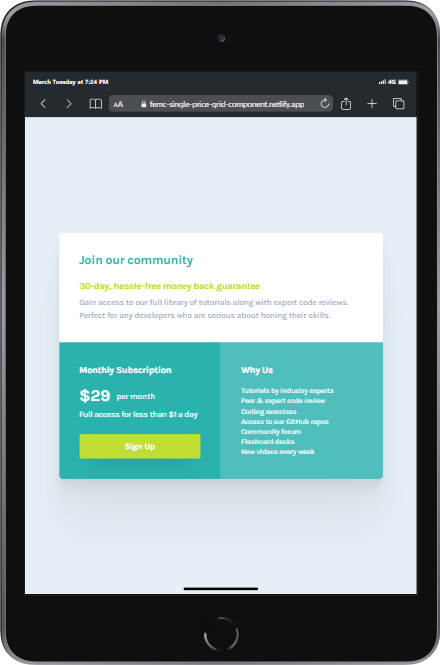 March Tuesday at 7:24 PM
4G
AA
femc-single-price-grid-component.netlify.app
Join our community
30-day, hassle-free money back guarantee
Gain access to our full library of tutorials along with expert code reviews.
Perfect for any developers who are serious about honing their skills.
Monthly Subscription
$29 per month
Full access for less than $1 a day
Sign Up
Why Us
Tutorials by industry experts
Peer & expert code review
Coding exercises
Access to our GitHub repos
Community forum
Flashcard decks
New videos every week